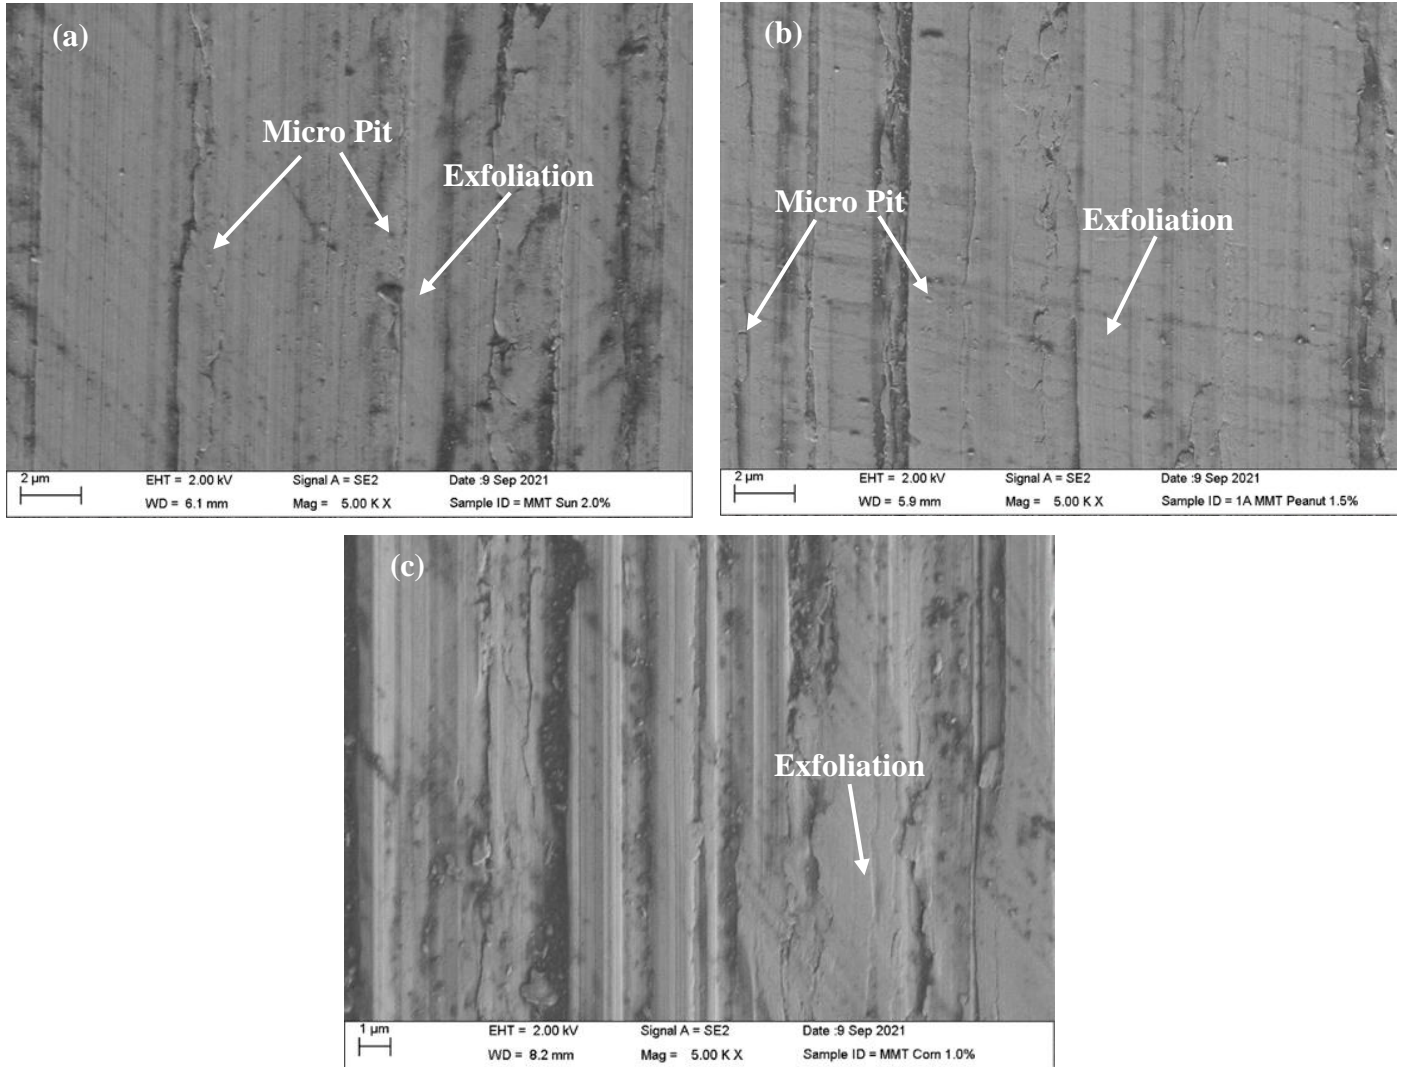 (a)
Micro Pit
Exfoliation
2 µm
EHT = 2.00 kV
Signal A = SE2
Date :9 Sep 2021
WD = 6.1 mm
Mag = 5.00 K X
Sample ID = MMT Sun 2.0%
(b)
Micro Pit
Exfoliation
2 µm
EHT = 2.00 kV
Signal A = SE2
Date :9 Sep 2021
WD = 5.9 mm
Mag = 5.00 K X
Sample ID = 1A MMT Peanut 1.5%
(c)
Exfoliation
1 µm
EHT = 2.00 kV
Signal A = SE2
Date :9 Sep 2021
WD = 8.2 mm
Mag = 5.00 K X
Sample ID = MMT Corn 1.0%